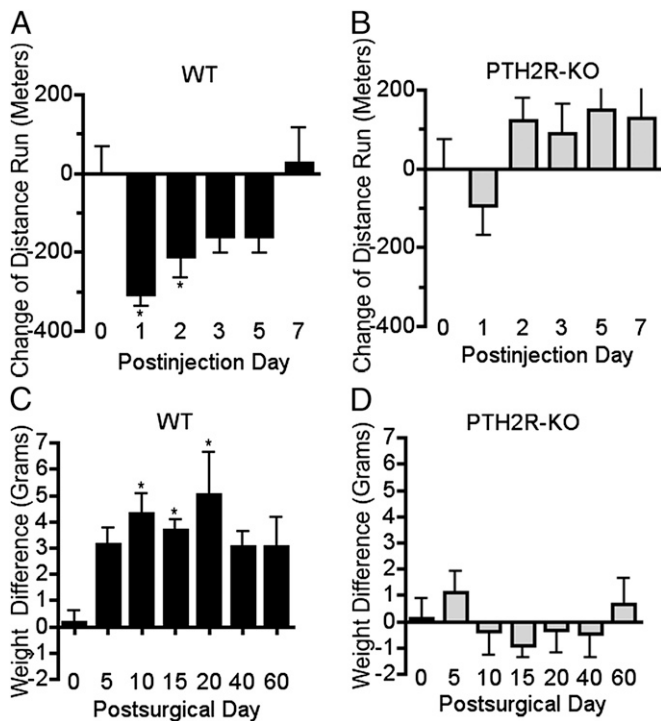 A
WT
Change of Distance Run (Meters)
200
0
-200
-400
*
*
0 1 2 3 5 7
Postinjection Day
B
PTH2R-KO
Change of Distance Run (Meters)
200
0
-200
-400
0 1 2 3 5 7
Postinjection Day
C
WT
Weight Difference (Grams)
7
6
5
4
3
2
1
0
-1
-2
*
*
*
0 5 10 15 20 40 60
Postsurgical Day
D
PTH2R-KO
Weight Difference (Grams)
7
6
5
4
3
2
1
0
-1
-2
0 5 10 15 20 40 60
Postsurgical Day